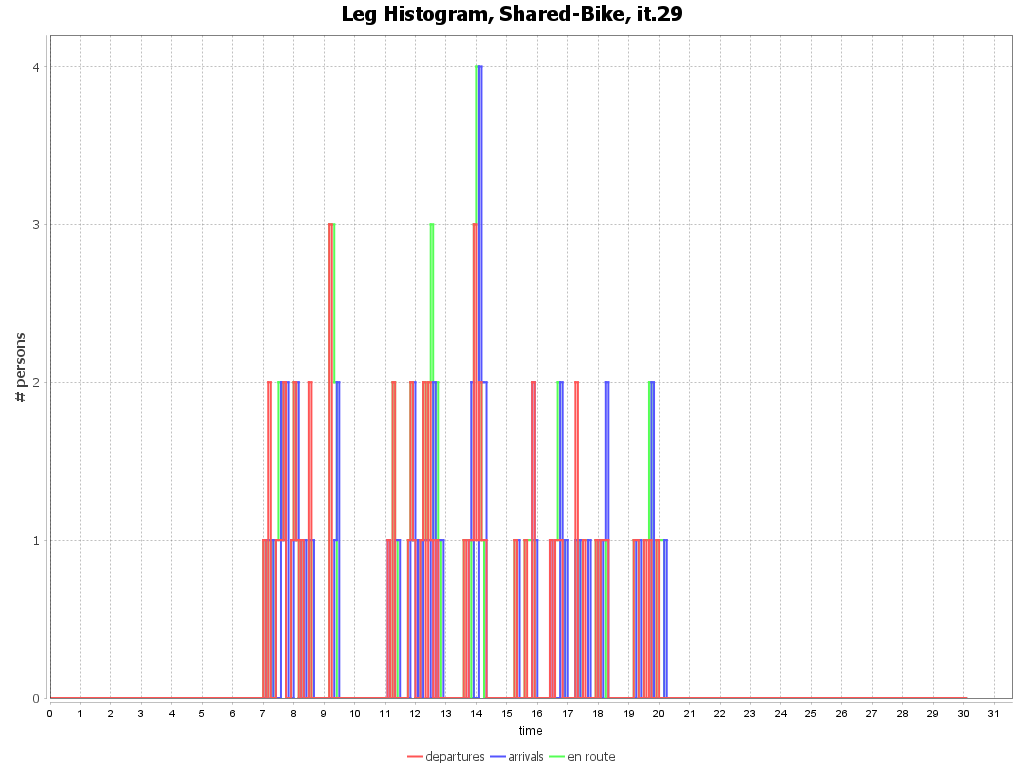 Leg Histogram, Shared-Bike, it.29
# persons
4
3
2
1
0
0 1 2 3 4 5 6 7 8 9 10 11 12 13 14 15 16 17 18 19 20 21 22 23 24 25 26 27 28 29 30 31
time
departures arrivals en route